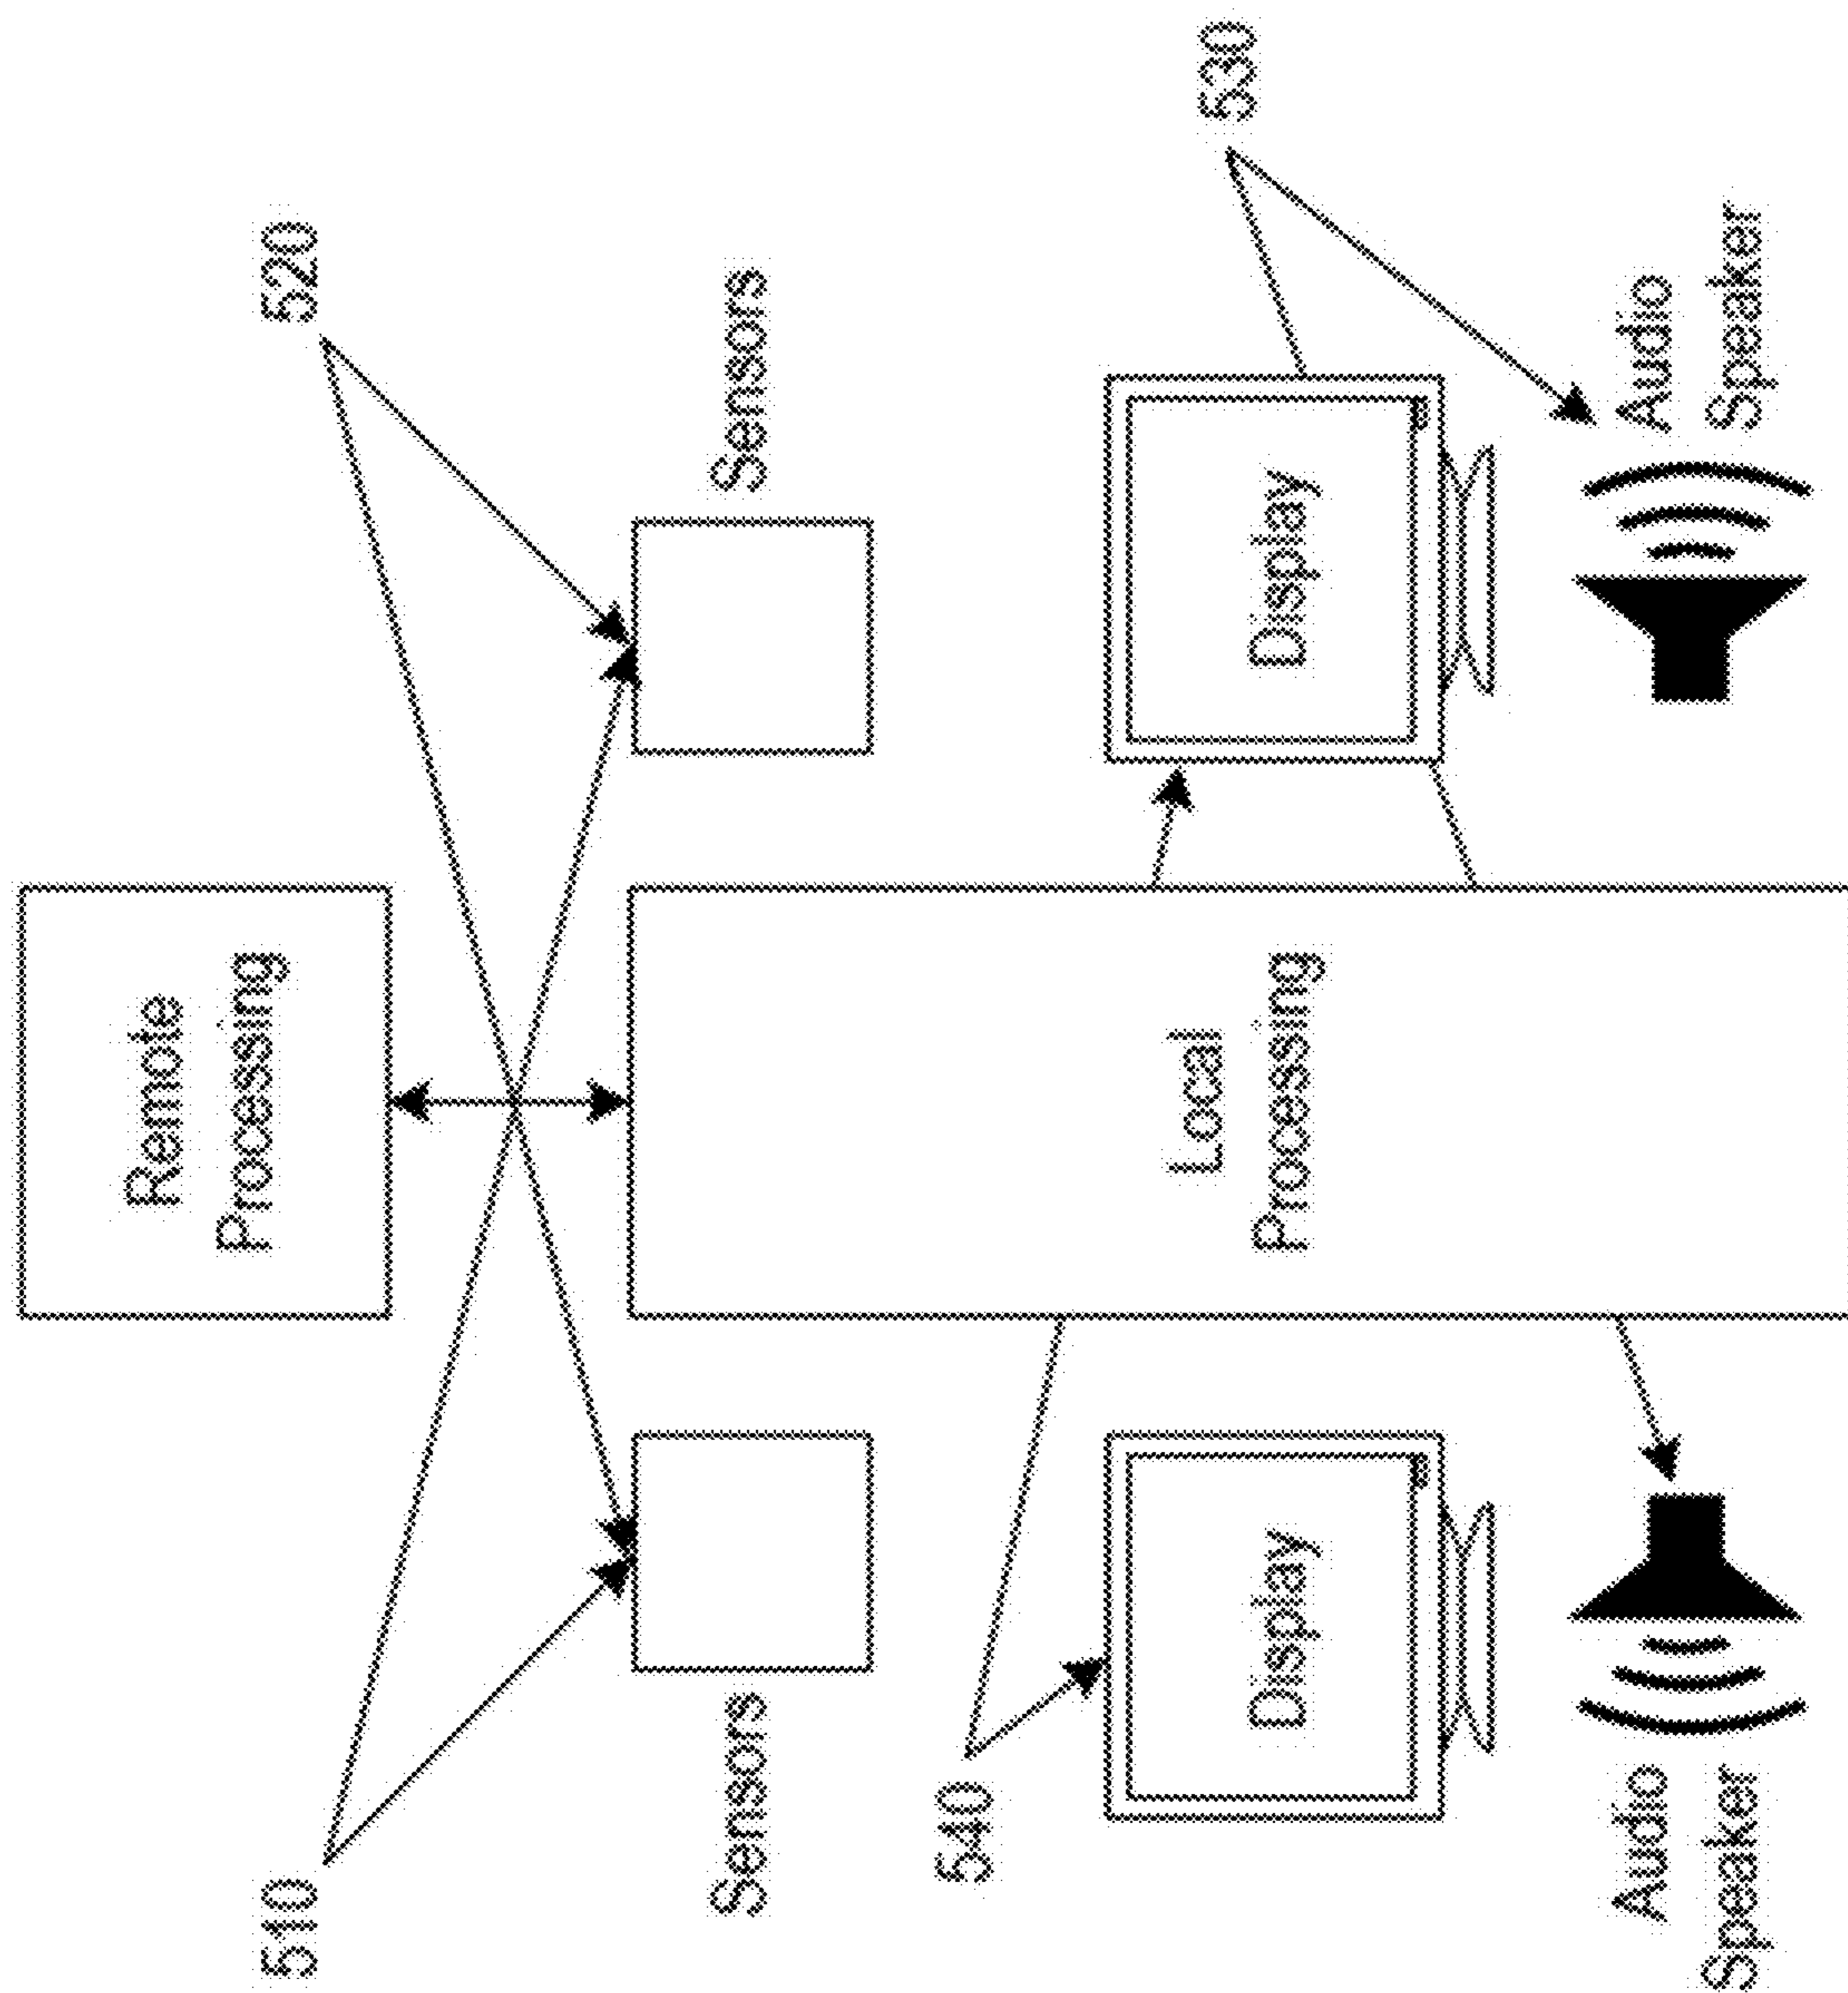 510
520
Remote
Processing
Sensors
Sensors
540
530
Local
Processing
Display
Display
Audio
Speaker
Audio
Speaker